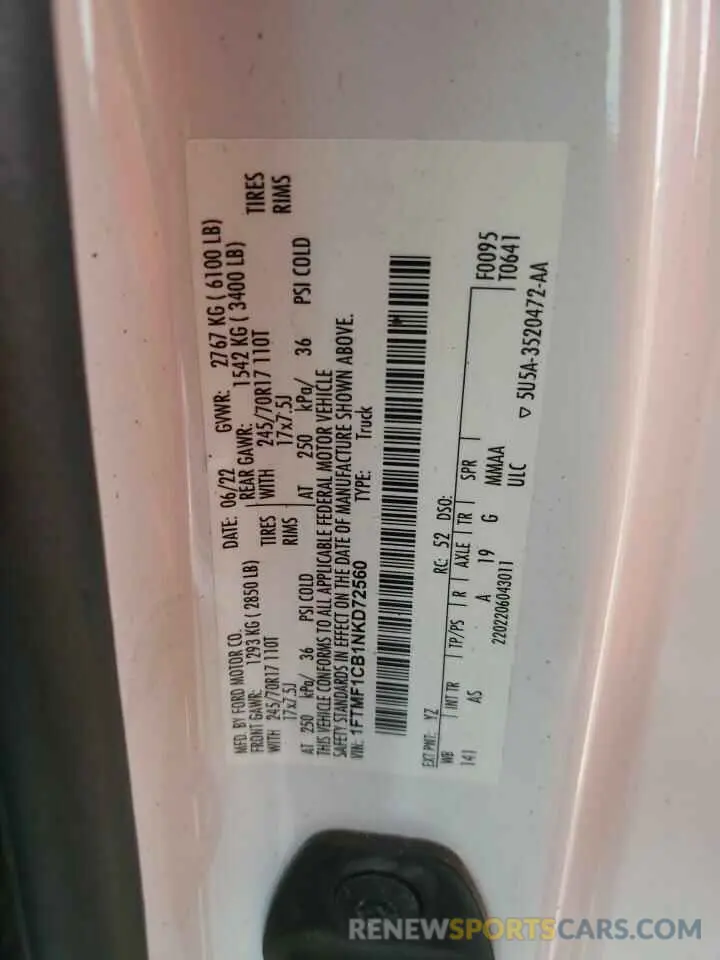 MFD. BY FORD MOTOR CO.
DATE: 06/22 GVWR: 2767 KG ( 6100 LB)
FRONT GAWR: 1293 KG ( 2850 LB) REAR GAWR: 1542 KG ( 3400 LB)
WITH 245/70R17 110T TIRES WITH 245/70R17 110T TIRES
17x7.5J RIMS 17x7.5J RIMS
AT 250 kPa/ 36 PSI COLD AT 250 kPa/ 36 PSI COLD
THIS VEHICLE CONFORMS TO ALL APPLICABLE FEDERAL MOTOR VEHICLE
SAFETY STANDARDS IN EFFECT ON THE DATE OF MANUFACTURE SHOWN ABOVE.
VIN: 1FTMF1CB1NKD72560 TYPE: Truck
F0095
T0641
EXT PNT: YZ RC: 52 DSO:
WB INT TR TP/PS R AXLE TR SPR
141 AS A 19 G MMAA
ULC
2202206043011
▽ 5U5A-3520472-AA
RENEWSPORTSCARS.COM